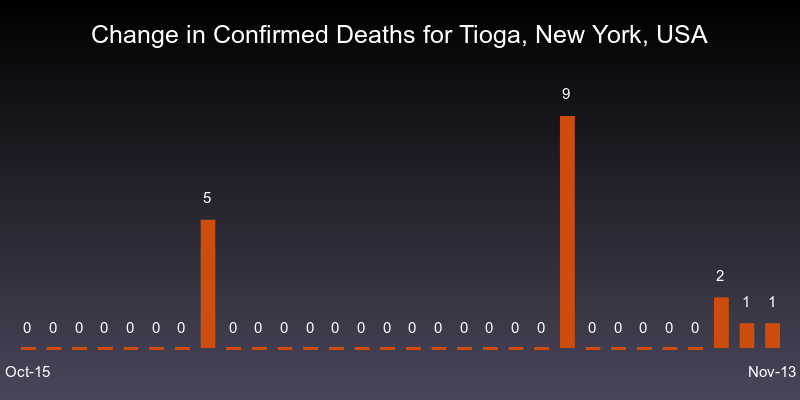 Change in Confirmed Deaths for Tioga, New York, USA
9
5
2
1 1
0 0 0 0 0 0 0 0 0 0 0 0 0 0 0 0 0 0 0 0 0 0 0 0 0
Oct-15 Nov-13